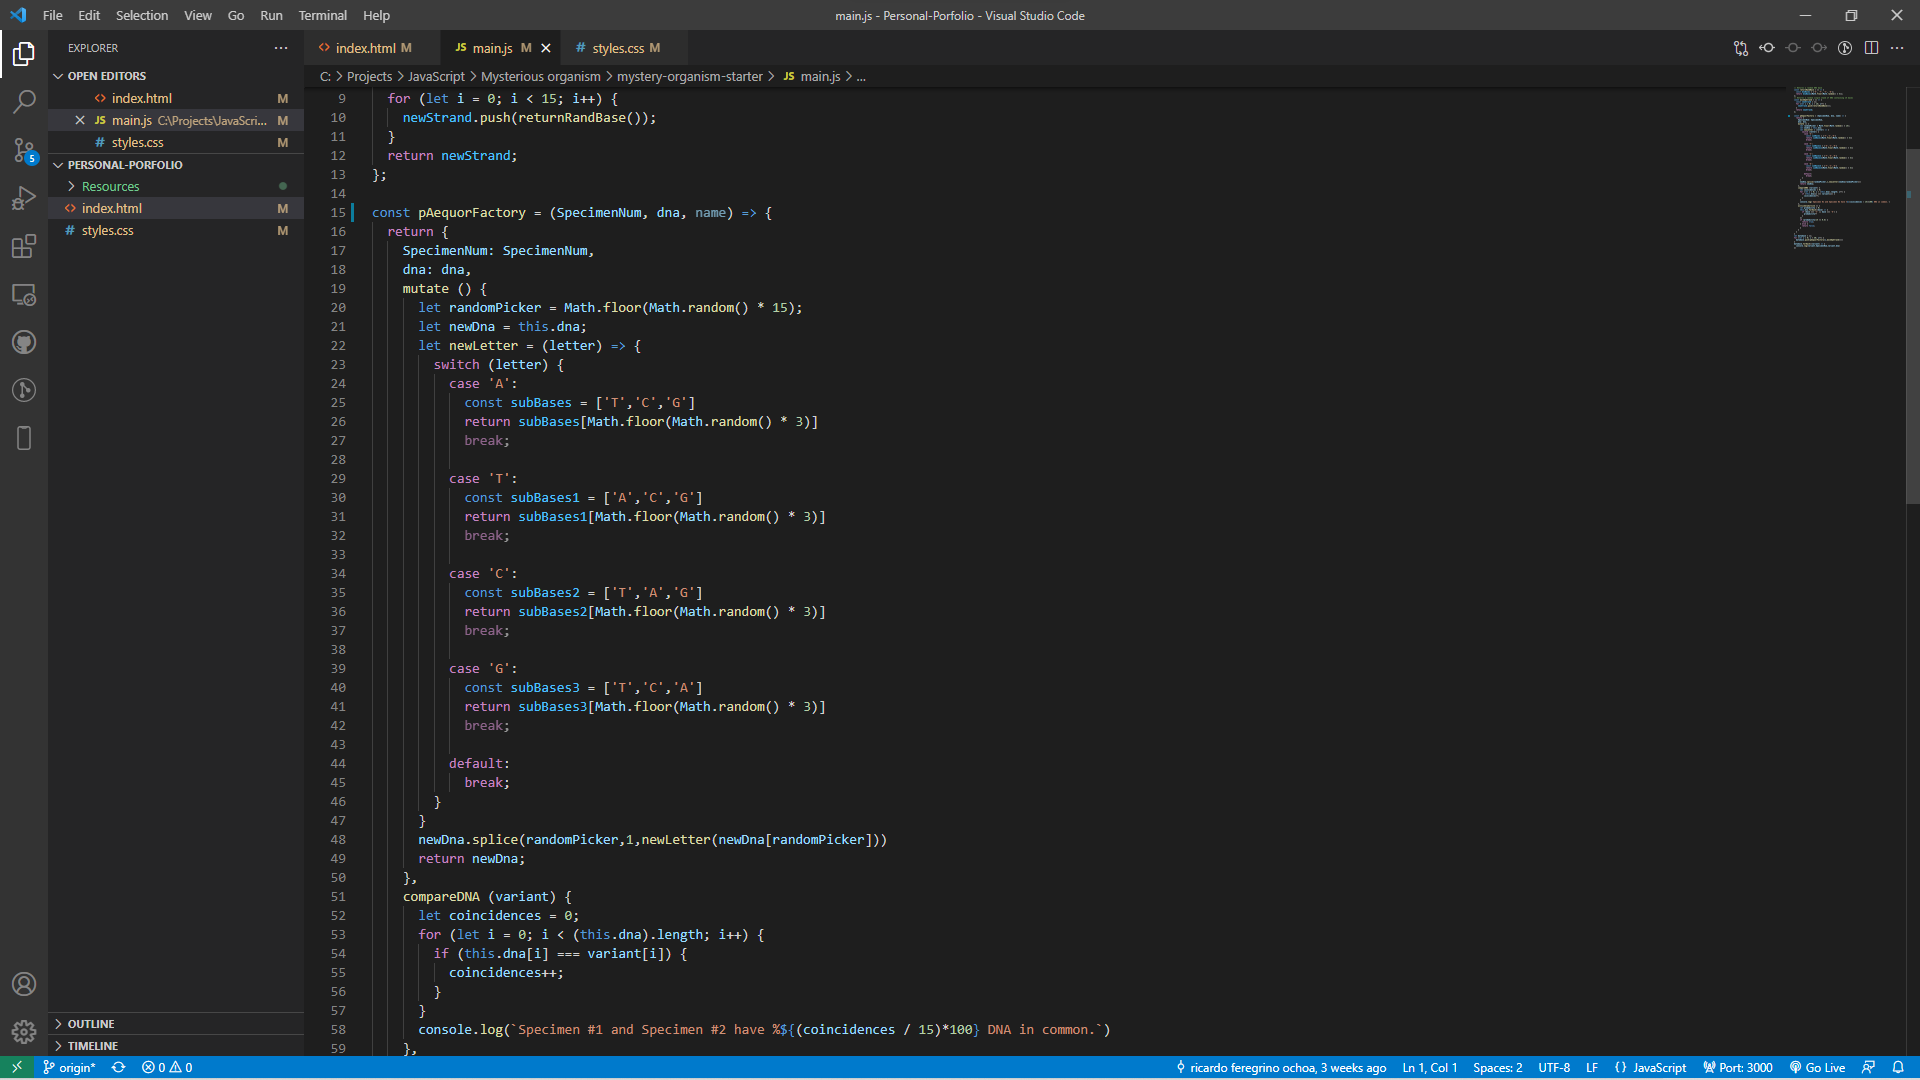 File Edit Selection View Go Run Terminal Help
main.js - Personal-Porfolio - Visual Studio Code
EXPLORER
OPEN EDITORS
index.html M
JS main.js C:\Projects\JavaScri... M
# styles.css M
PERSONAL-PORFOLIO
Resources
index.html M
# styles.css M
OUTLINE
TIMELINE
5
index.html M
JS main.js M
# styles.css M
C: > Projects > JavaScript > Mysterious organism > mystery-organism-starter > JS main.js > ...
9 for (let i = 0; i < 15; i++) {
10 newStrand.push(returnRandBase());
11 }
12 return newStrand;
13 };
14
15 const pAequorFactory = (SpecimenNum, dna, name) => {
16 return {
17 SpecimenNum: SpecimenNum,
18 dna: dna,
19 mutate () {
20 let randomPicker = Math.floor(Math.random() * 15);
21 let newDna = this.dna;
22 let newLetter = (letter) => {
23 switch (letter) {
24 case 'A':
25 const subBases = ['T','C','G']
26 return subBases[Math.floor(Math.random() * 3)]
27 break;
28
29 case 'T':
30 const subBases1 = ['A','C','G']
31 return subBases1[Math.floor(Math.random() * 3)]
32 break;
33
34 case 'C':
35 const subBases2 = ['T','A','G']
36 return subBases2[Math.floor(Math.random() * 3)]
37 break;
38
39 case 'G':
40 const subBases3 = ['T','C','A']
41 return subBases3[Math.floor(Math.random() * 3)]
42 break;
43
44 default:
45 break;
46 }
47 }
48 newDna.splice(randomPicker,1,newLetter(newDna[randomPicker]))
49 return newDna;
50 },
51 compareDNA (variant) {
52 let coincidences = 0;
53 for (let i = 0; i < (this.dna).length; i++) {
54 if (this.dna[i] === variant[i]) {
55 coincidences++;
56 }
57 }
58 console.log(`Specimen #1 and Specimen #2 have %${(coincidences / 15)*100} DNA in common.`)
59 },
origin* 0 0 ricardo feregrino ochoa, 3 weeks ago Ln 1, Col 1 Spaces: 2 UTF-8 LF {} JavaScript Port: 3000 Go Live